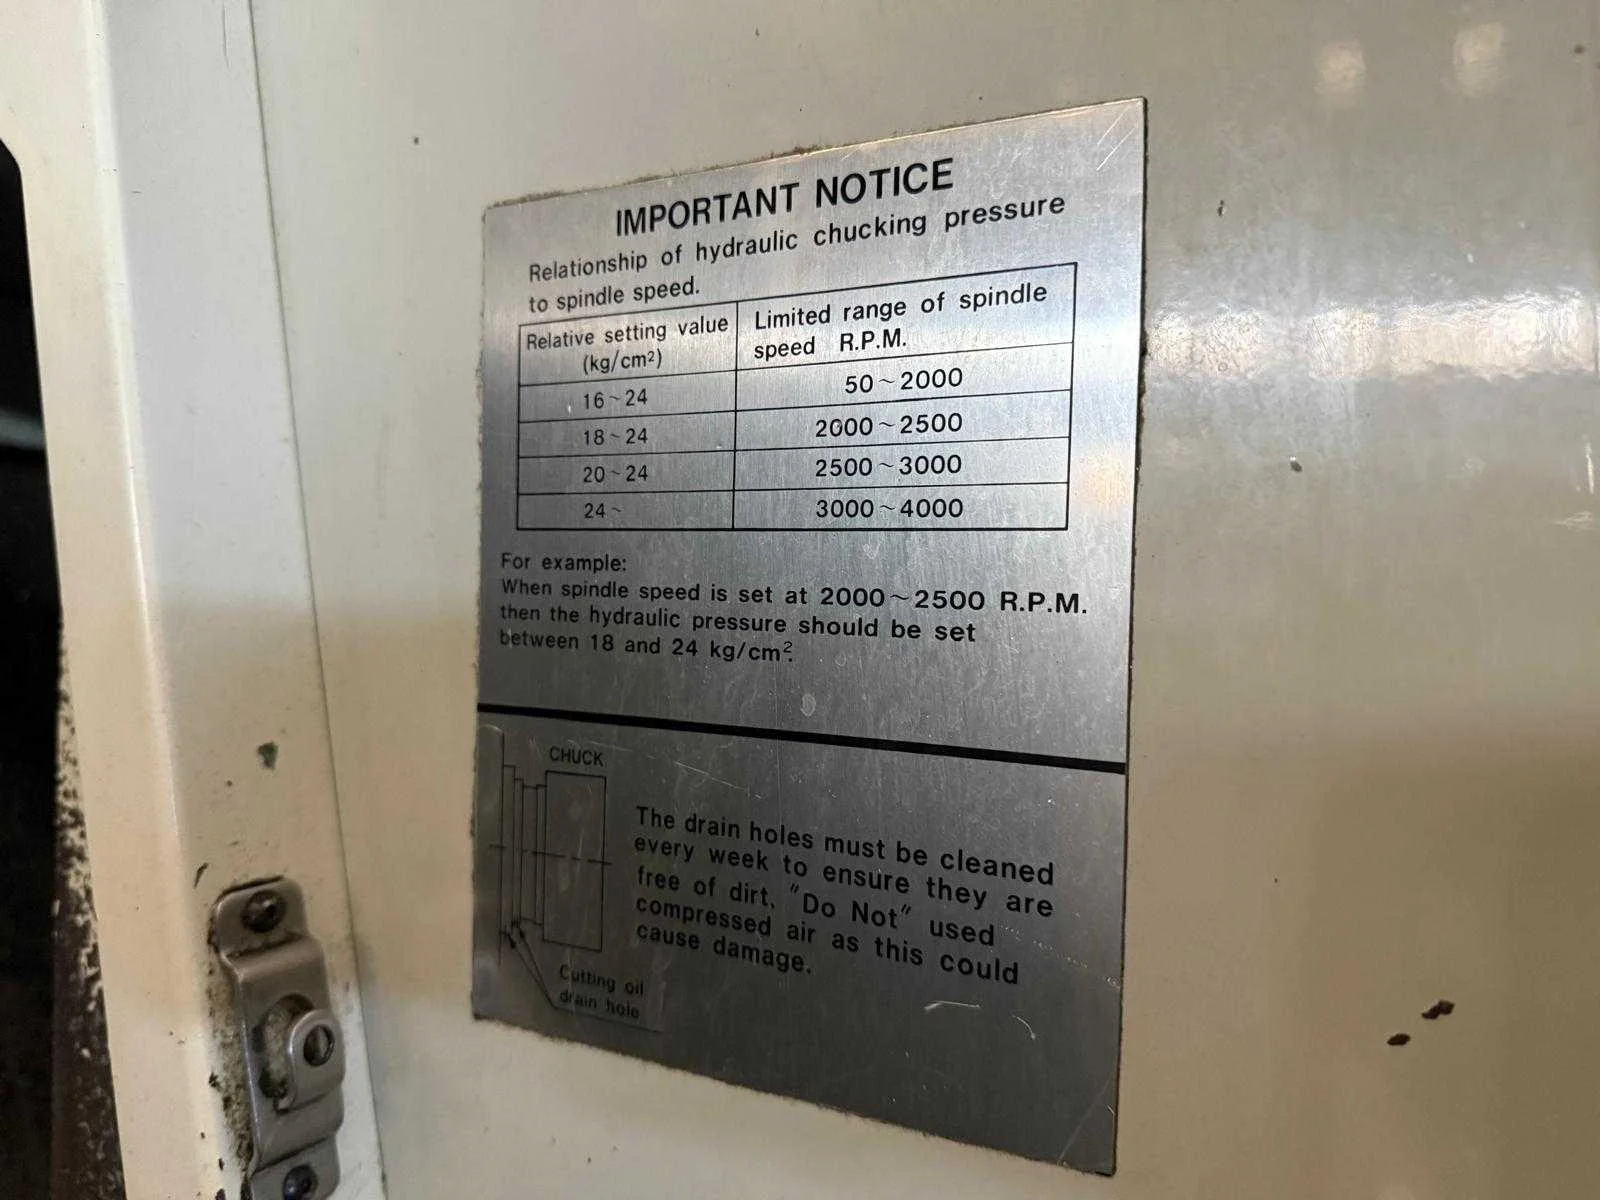 IMPORTANT NOTICE
Relationship of hydraulic chucking pressure
to spindle speed.
Relative setting value
(kg/cm²)
Limited range of spindle
speed R.P.M.
16~24
50~2000
18~24
2000~2500
20~24
2500~3000
24~
3000~4000
For example:
When spindle speed is set at 2000~2500 R.P.M.
then the hydraulic pressure should be set
between 18 and 24 kg/cm².
CHUCK
The drain holes must be cleaned
every week to ensure they are
free of dirt, "Do Not" used
compressed air as this could
cause damage.
Cutting oil
drain hole